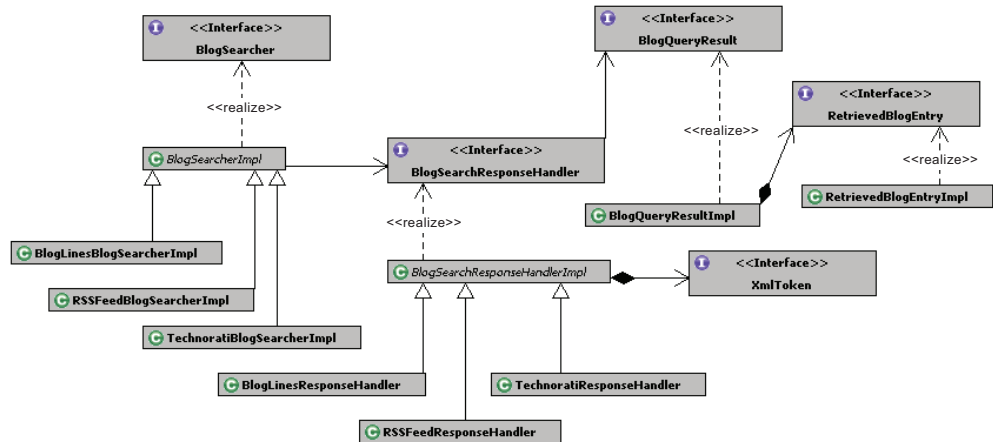 I <<Interface>>
BlogSearcher
I <<Interface>>
BlogQueryResult
I <<Interface>>
RetrievedBlogEntry
<<realize>>
<<realize>>
<<realize>>
C BlogSearcherImpl
I <<Interface>>
BlogSearchResponseHandler
<<realize>>
C BlogQueryResultImpl
C RetrievedBlogEntryImpl
C BlogLinesBlogSearcherImpl
C RSSFeedBlogSearcherImpl
C TechnoratiBlogSearcherImpl
C BlogSearchResponseHandlerImpl
I <<Interface>>
XmlToken
C BlogLinesResponseHandler
C TechnoratiResponseHandler
C RSSFeedResponseHandler